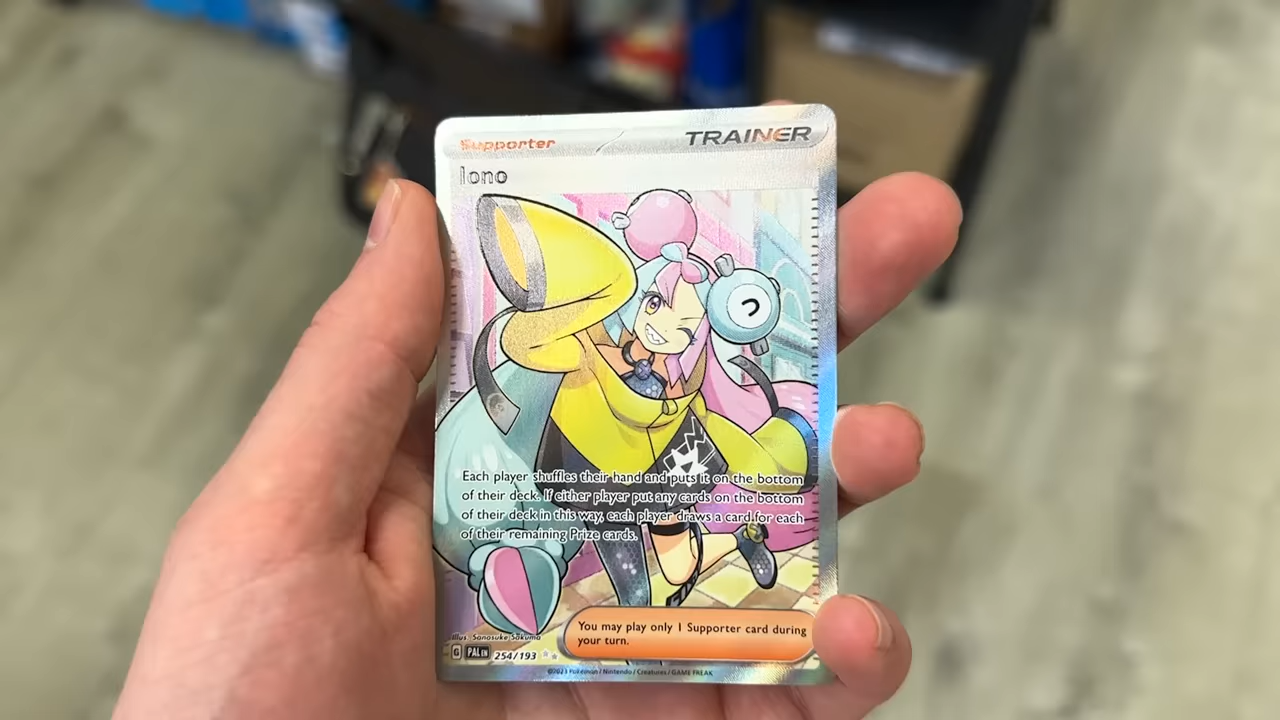 Supporter
TRAINER
Iono
Each player shuffles their hand and puts it on the bottom
of their deck. If either player put any cards on the bottom
of their deck in this way, each player draws a card for each
of their remaining Prize cards.
You may play only 1 Supporter card during
your turn.
Illus. Sanosuke Sakuma
G PAL EN 254/193 ★★
©2023 Pokémon / Nintendo / Creatures / GAME FREAK